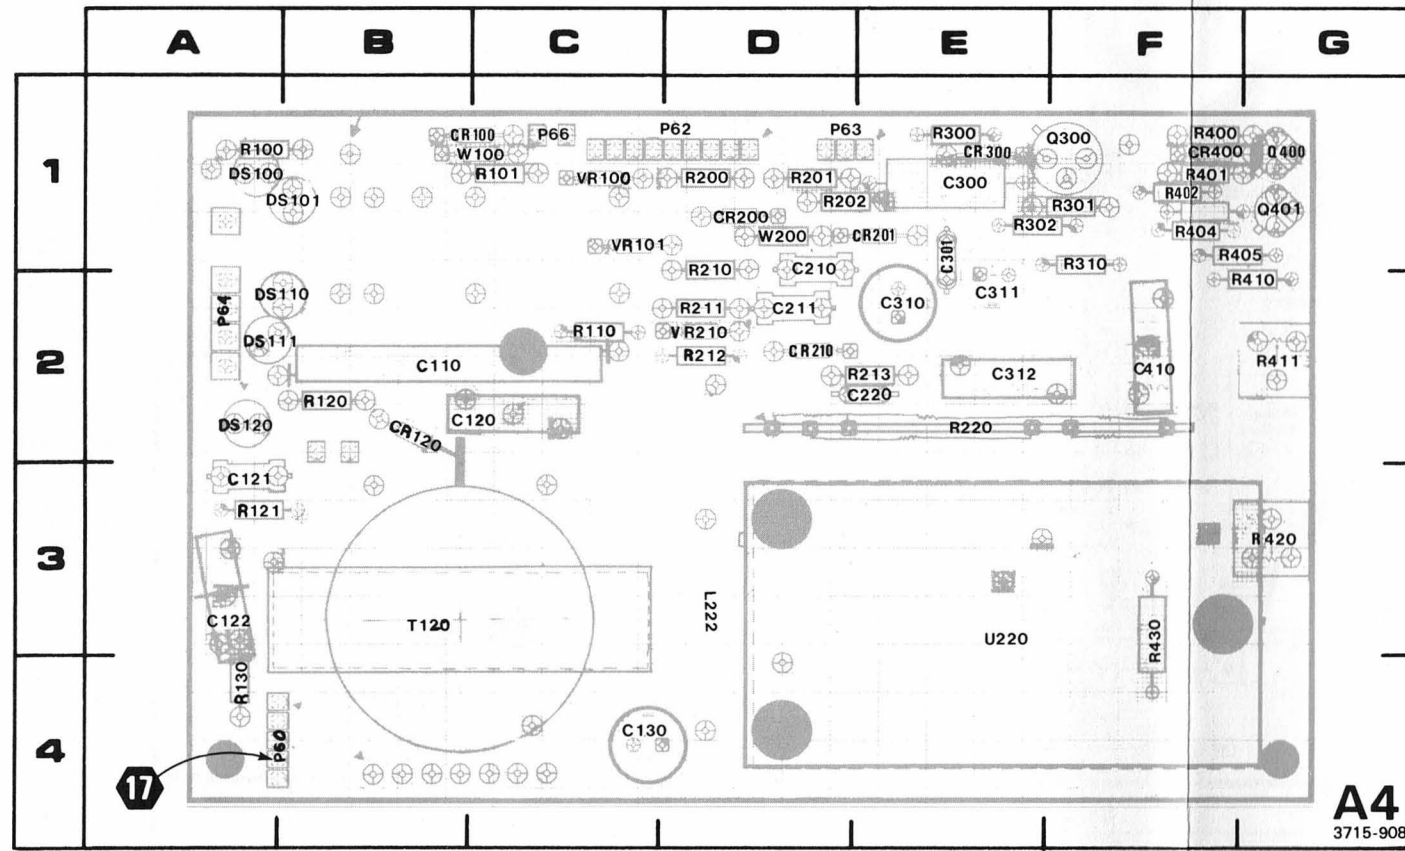 A B C D E F G
1
2
3
4
CR100 P66 P62 P63 R300 Q300 R400
R100 W100 CR300 CR400 Q400
DS100 R101 VR100 R200 R201 C300 R401
DS101 R202 R301 R402 Q401
CR200 R302 R404
VR101 W200 CR201 C301 R405
R210 C210 R310 R410
DS110 C311
P64 R211 C211 C310
DS111 R110 VR210
C110 R212 CR210 C312 C410 R411
R213
R120 C220
DS120 CR120 C120 R220
C121
R121
R420
C122 T120 L222 U220 R430
R130
P60 C130
17
A4
3715-908